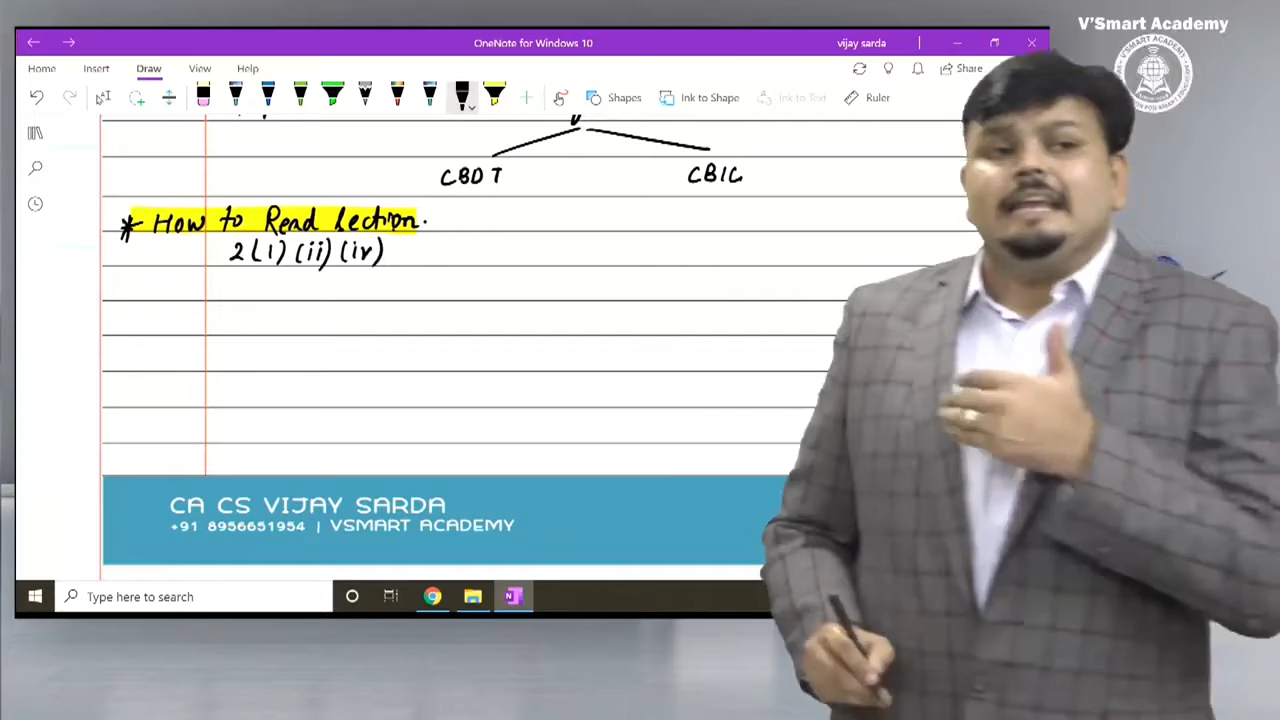 V'Smart Academy
OneNote for Windows 10
vijay sarda
Home Insert Draw View Help
Share
Shapes
Ink to Shape
Ink to Text
Ruler
CBDT CBIC
* How to Read Section.
2(1) (ii) (iv)
CA CS VIJAY SARDA
+91 8956651954 | VSMART ACADEMY
Type here to search